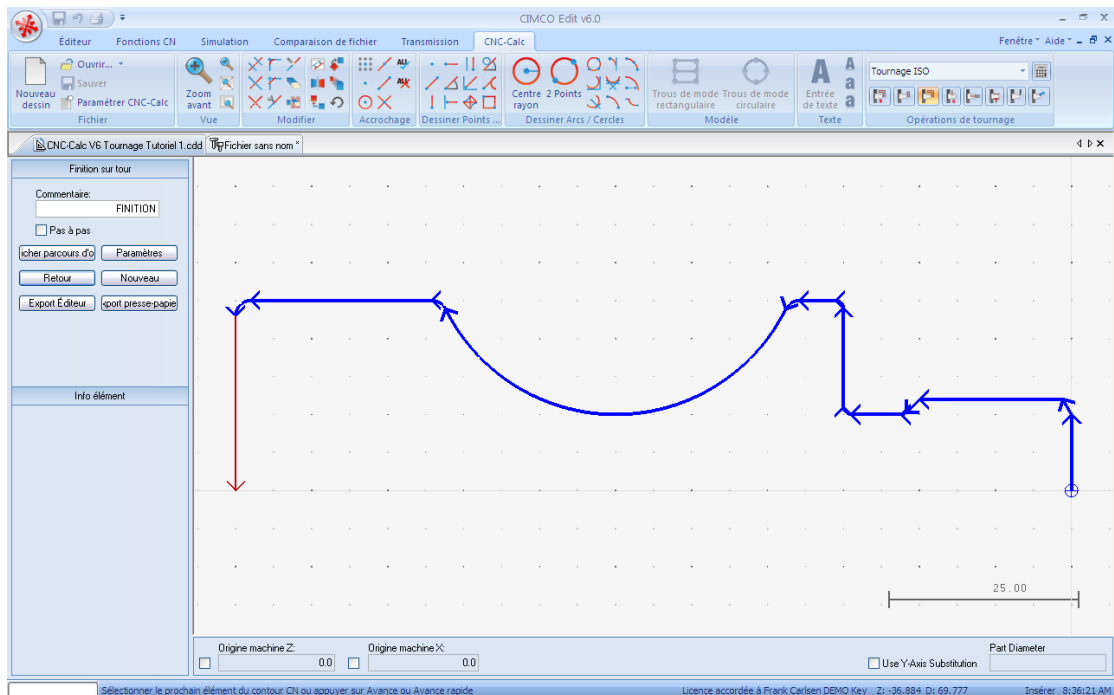 CIMCO Edit v6.0
Éditeur Fonctions CN Simulation Comparaison de fichier Transmission CNC-Calc Fenêtre Aide
Nouveau dessin
Ouvrir...
Sauver
Paramétrer CNC-Calc
Zoom avant
Centre rayon
2 Points
Trous de mode rectangulaire
Trous de mode circulaire
Entrée de texte
Tournage ISO
Fichier Vue Modifier Accrochage Dessiner Points ... Dessiner Arcs / Cercles Modèle Texte Opérations de tournage
CNC-Calc V6 Tournage Tutoriel 1.cdd Fichier sans nom *
Finition sur tour
Commentaire:
FINITION
Pas à pas
icher parcours d'o Paramètres
Retour Nouveau
Export Éditeur xport presse-papie
Info élément
25.00
Origine machine Z: Origine machine X: Part Diameter
0.0 0.0 Use Y-Axis Substitution
Sélectionner le prochain élément du contour CN ou appuyer sur Avance ou Avance rapide Licence accordée à Frank Carlsen DEMO Key Z: -36.884 D: 69.777 Insérer 8:36:21 AM